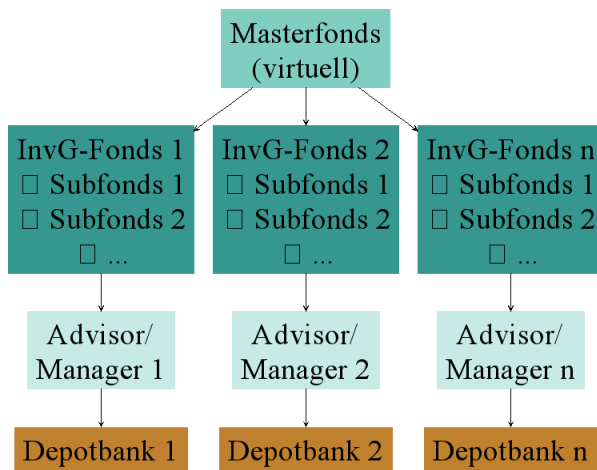 Masterfonds
(virtuell)
InvG-Fonds 1
□ Subfonds 1
□ Subfonds 2
□ ...
InvG-Fonds 2
□ Subfonds 1
□ Subfonds 2
□ ...
InvG-Fonds n
□ Subfonds 1
□ Subfonds 2
□ ...
Advisor/
Manager 1
Advisor/
Manager 2
Advisor/
Manager n
Depotbank 1
Depotbank 2
Depotbank n